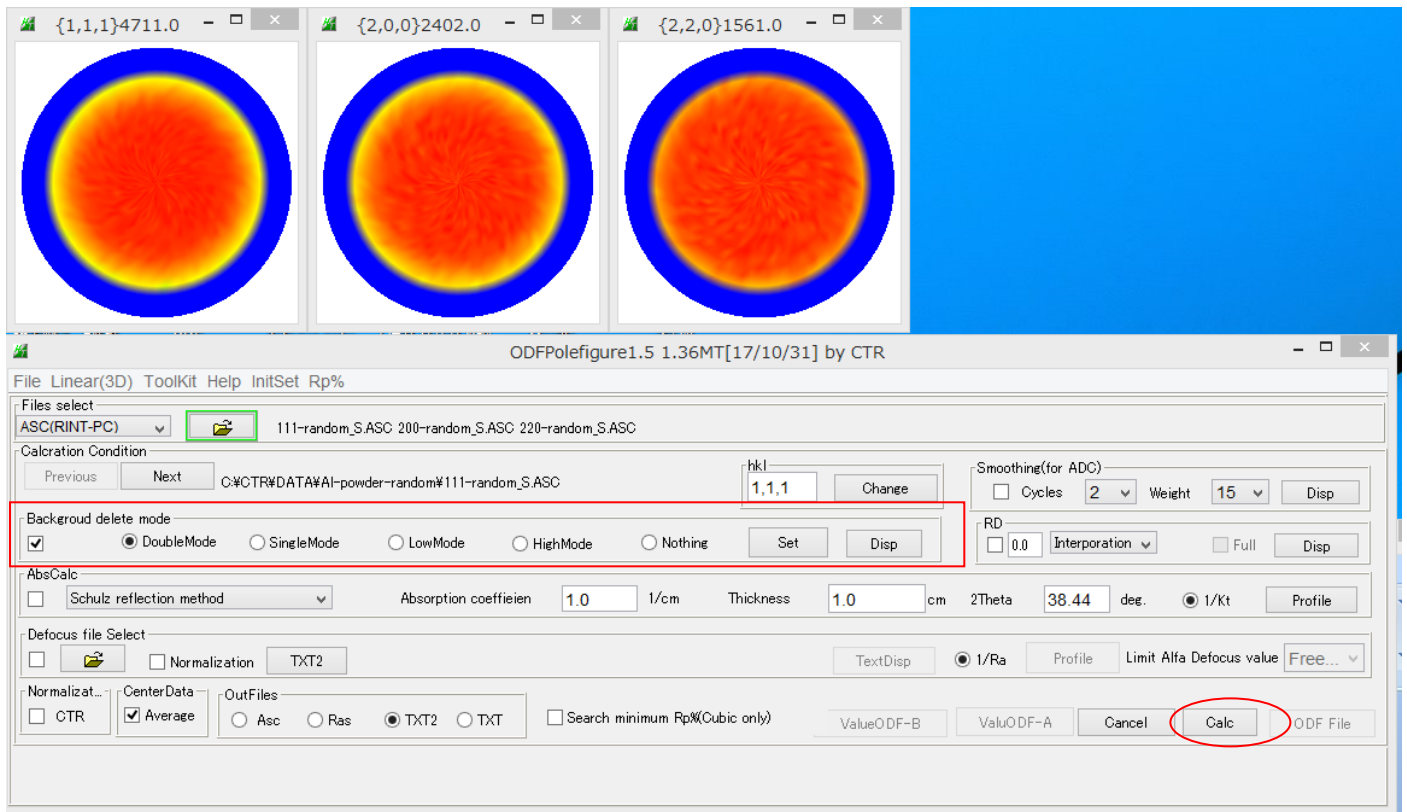 {1,1,1}4711.0
{2,0,0}2402.0
{2,2,0}1561.0
ODFPolefigure1.5 1.36MT[17/10/31] by CTR
File Linear(3D) ToolKit Help InitSet Rp%
Files select
ASC(RINT-PC) 111-random_S.ASC 200-random_S.ASC 220-random_S.ASC
Calcration Condition
Previous Next C:¥CTR¥DATA¥Al-powder-random¥111-random_S.ASC
hkl
1,1,1 Change
Smoothing(for ADC)
Cycles 2 Weight 15 Disp
Backgroud delete mode
DoubleMode SingleMode LowMode HighMode Nothing Set Disp
RD
0.0 Interporation Full Disp
AbsCalc
Schulz reflection method Absorption coeffieien 1.0 1/cm Thickness 1.0 cm 2Theta 38.44 deg. 1/Kt Profile
Defocus file Select
Normalization TXT2 TextDisp 1/Ra Profile Limit Alfa Defocus value Free...
Normalizat...
CTR
CenterData
Average
OutFiles
Asc Ras TXT2 TXT
Search minimum Rp%(Cubic only)
ValueODF-B ValuODF-A Cancel Calc ODF File